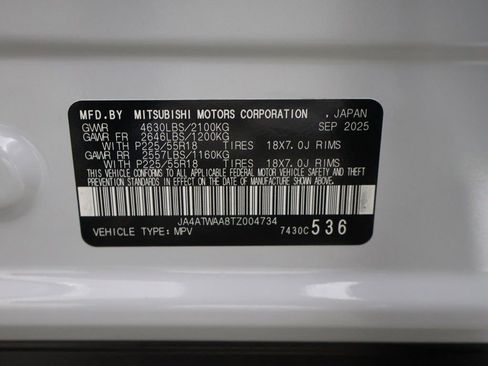 MFD.BY MITSUBISHI MOTORS CORPORATION , JAPAN
GVWR 4630LBS/2100KG SEP 2025
GAWR FR 2646LBS/1200KG
WITH P225/55R18 TIRES 18X7.0J RIMS
GAWR RR 2557LBS/1160KG
WITH P225/55R18 TIRES 18X7.0J RIMS
THIS VEHICLE CONFORMS TO ALL APPLICABLE FEDERAL MOTOR VEHICLE SAFETY AND THEFT
PREVENTION STANDARDS IN EFFECT ON THE DATE OF MANUFACTURE SHOWN ABOVE.
JA4ATWAA8TZ004734
VEHICLE TYPE: MPV 7430C536